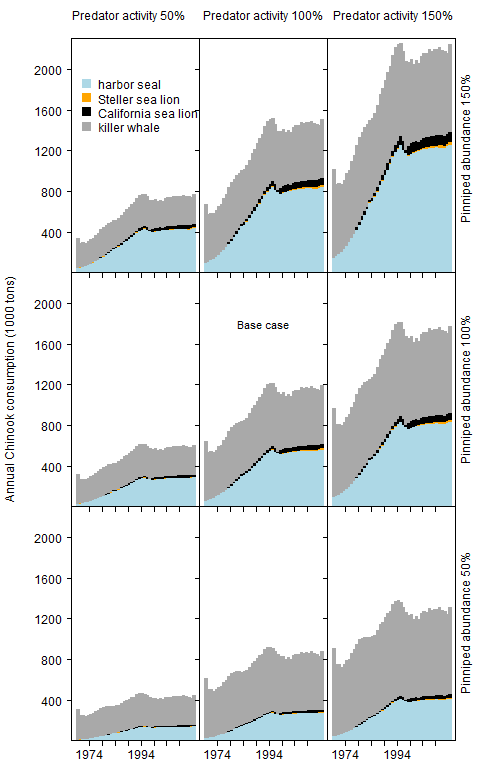 Predator activity 50% Predator activity 100% Predator activity 150%
2000
1600
1200
800
400
harbor seal
Steller sea lion
California sea lion
killer whale
Pinniped abundance 150%
Annual Chinook consumption (1000 tons)
2000
1600
1200
800
400
Base case
Pinniped abundance 100%
2000
1600
1200
800
400
Pinniped abundance 50%
1974 1994 1974 1994 1974 1994